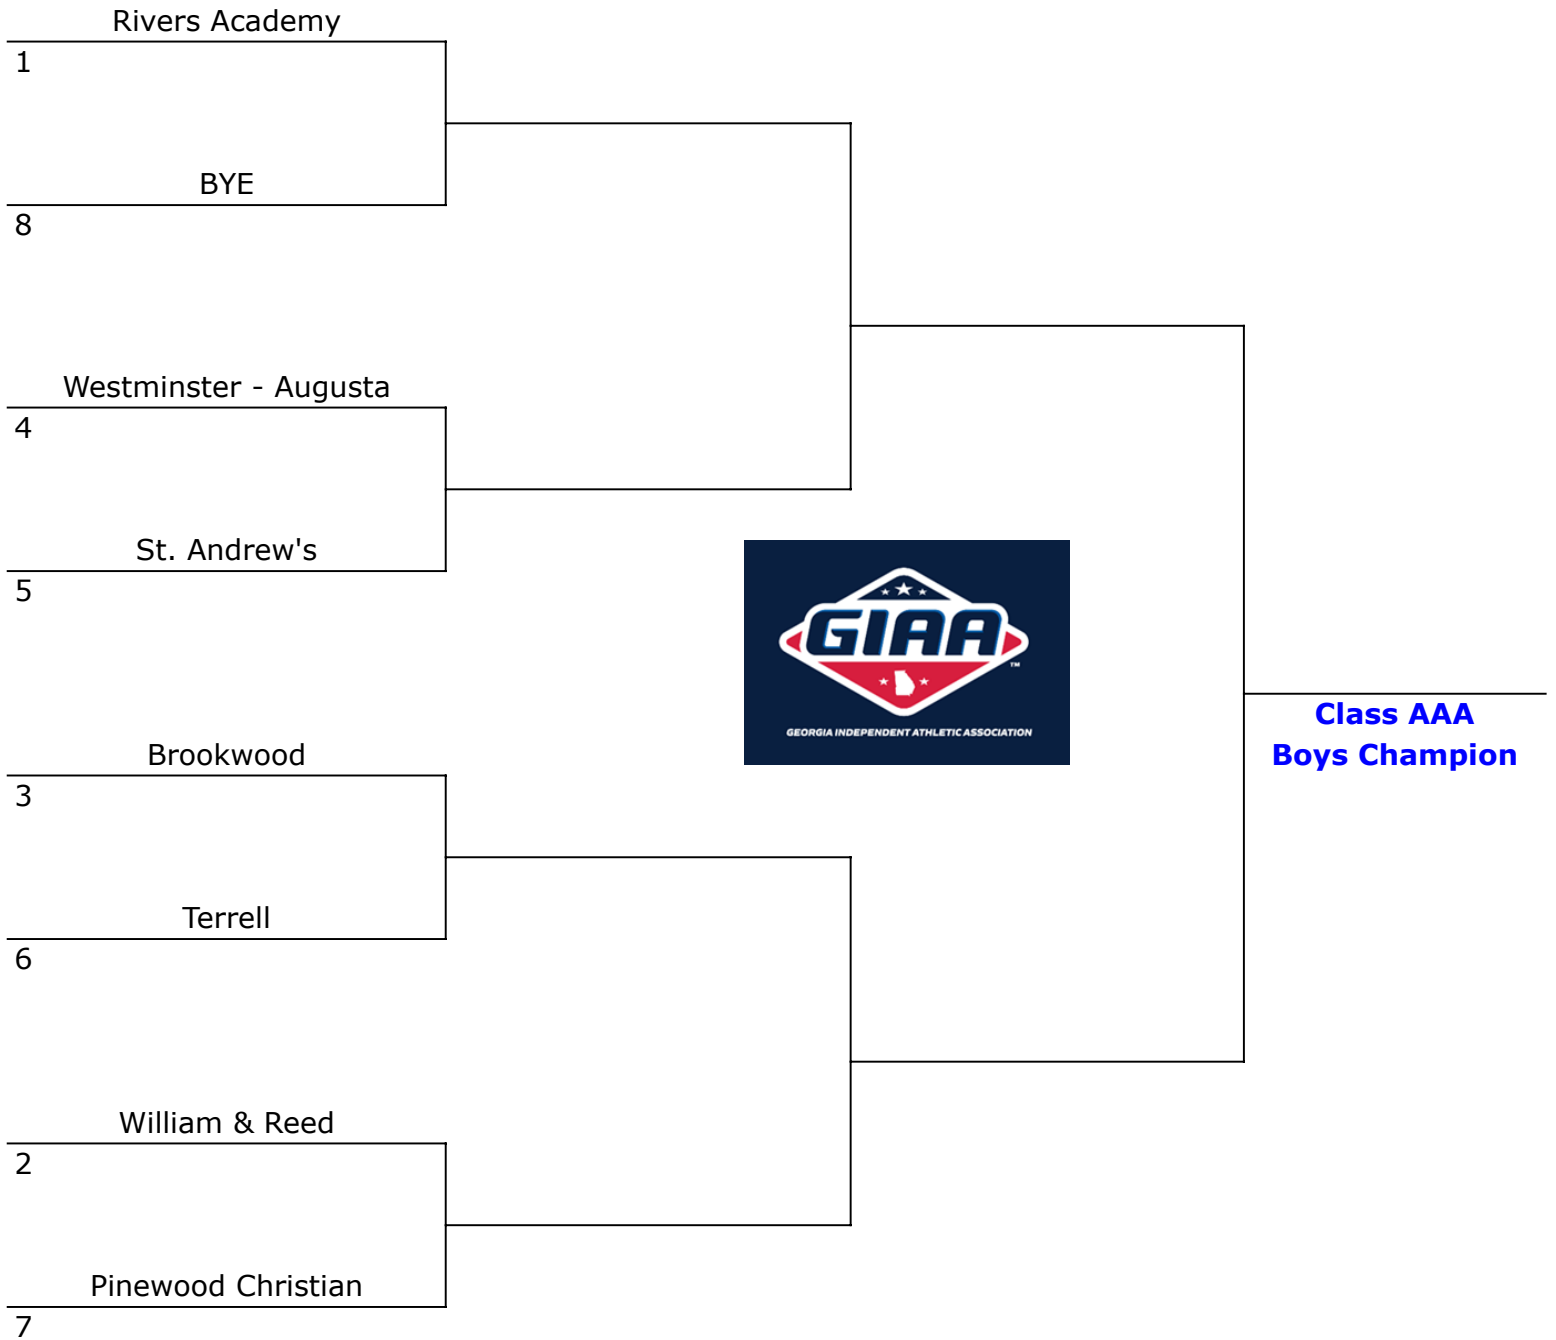 Rivers Academy
1
BYE
8
Westminster - Augusta
4
St. Andrew's
5
GIAA
TM
GEORGIA INDEPENDENT ATHLETIC ASSOCIATION
Class AAA
Boys Champion
Brookwood
3
Terrell
6
William & Reed
2
Pinewood Christian
7